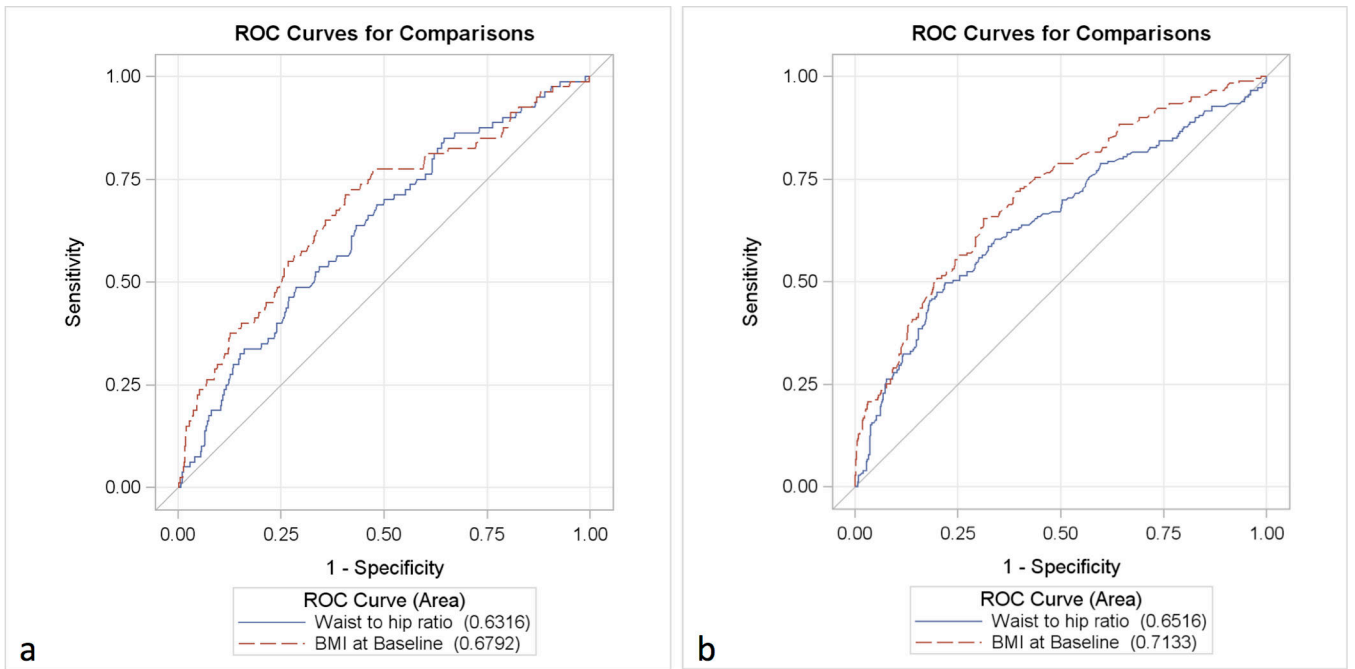 ROC Curves for Comparisons
1.00
0.75
0.50
0.25
0.00
Sensitivity
0.00 0.25 0.50 0.75 1.00
1 - Specificity
ROC Curve (Area)
Waist to hip ratio (0.6316)
BMI at Baseline (0.6792)
a
ROC Curves for Comparisons
1.00
0.75
0.50
0.25
0.00
Sensitivity
0.00 0.25 0.50 0.75 1.00
1 - Specificity
ROC Curve (Area)
Waist to hip ratio (0.6516)
BMI at Baseline (0.7133)
b